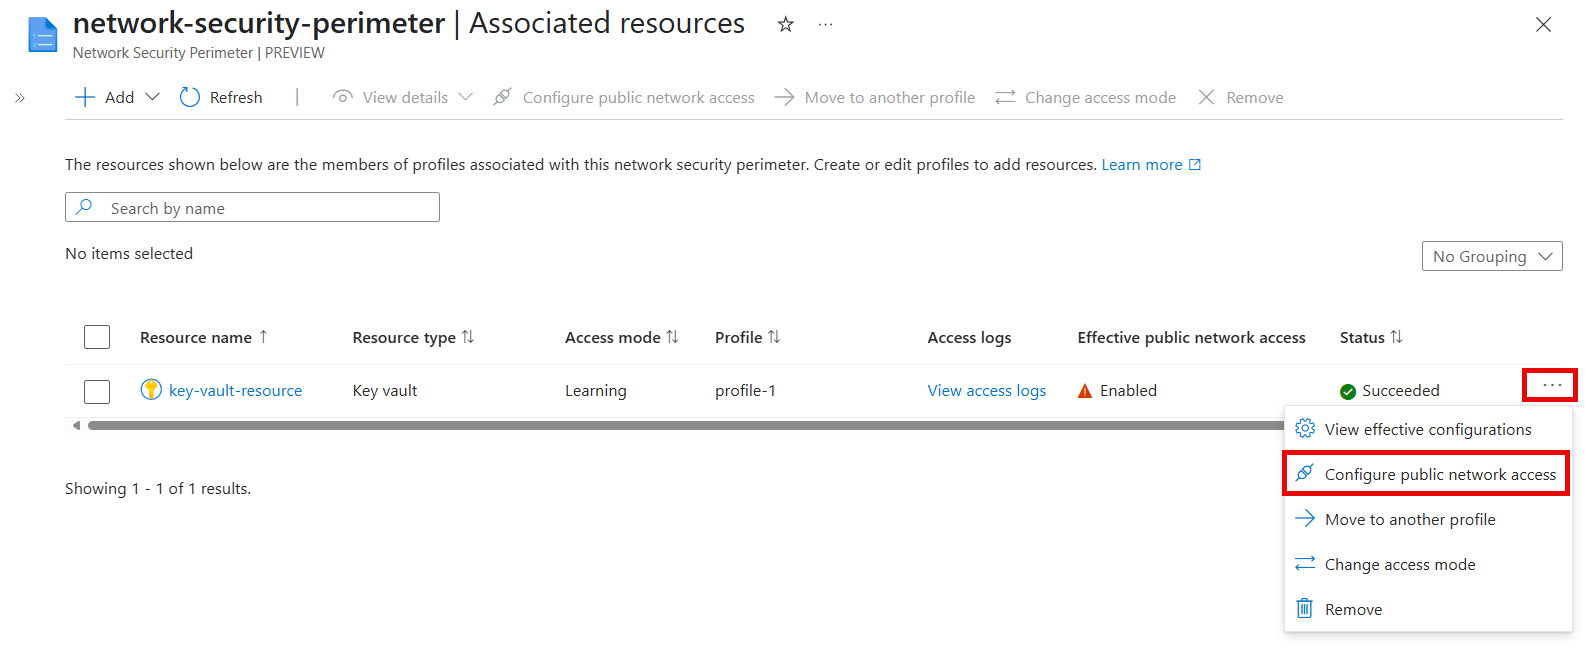 network-security-perimeter | Associated resources
Network Security Perimeter | PREVIEW
Add Refresh | View details Configure public network access Move to another profile Change access mode Remove
The resources shown below are the members of profiles associated with this network security perimeter. Create or edit profiles to add resources. Learn more
Search by name
No items selected
No Grouping
Resource name ↑ Resource type ↑↓ Access mode ↑↓ Profile ↑↓ Access logs Effective public network access Status ↑↓
key-vault-resource Key vault Learning profile-1 View access logs Enabled Succeeded ...
View effective configurations
Configure public network access
Showing 1 - 1 of 1 results.
Move to another profile
Change access mode
Remove